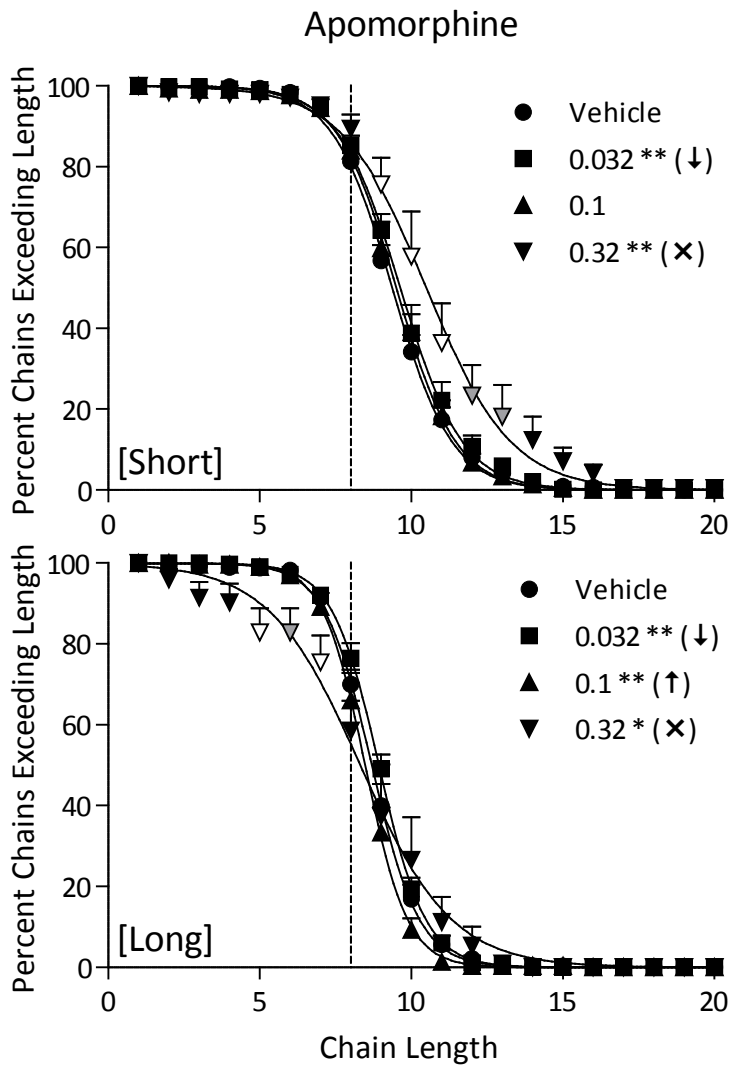 Apomorphine
Percent Chains Exceeding Length
100
80
60
40
20
0
Vehicle
0.032 ** (↓)
0.1
0.32 ** (×)
[Short]
0 5 10 15 20
Percent Chains Exceeding Length
100
80
60
40
20
0
Vehicle
0.032 ** (↓)
0.1 ** (↑)
0.32 * (×)
[Long]
0 5 10 15 20
Chain Length